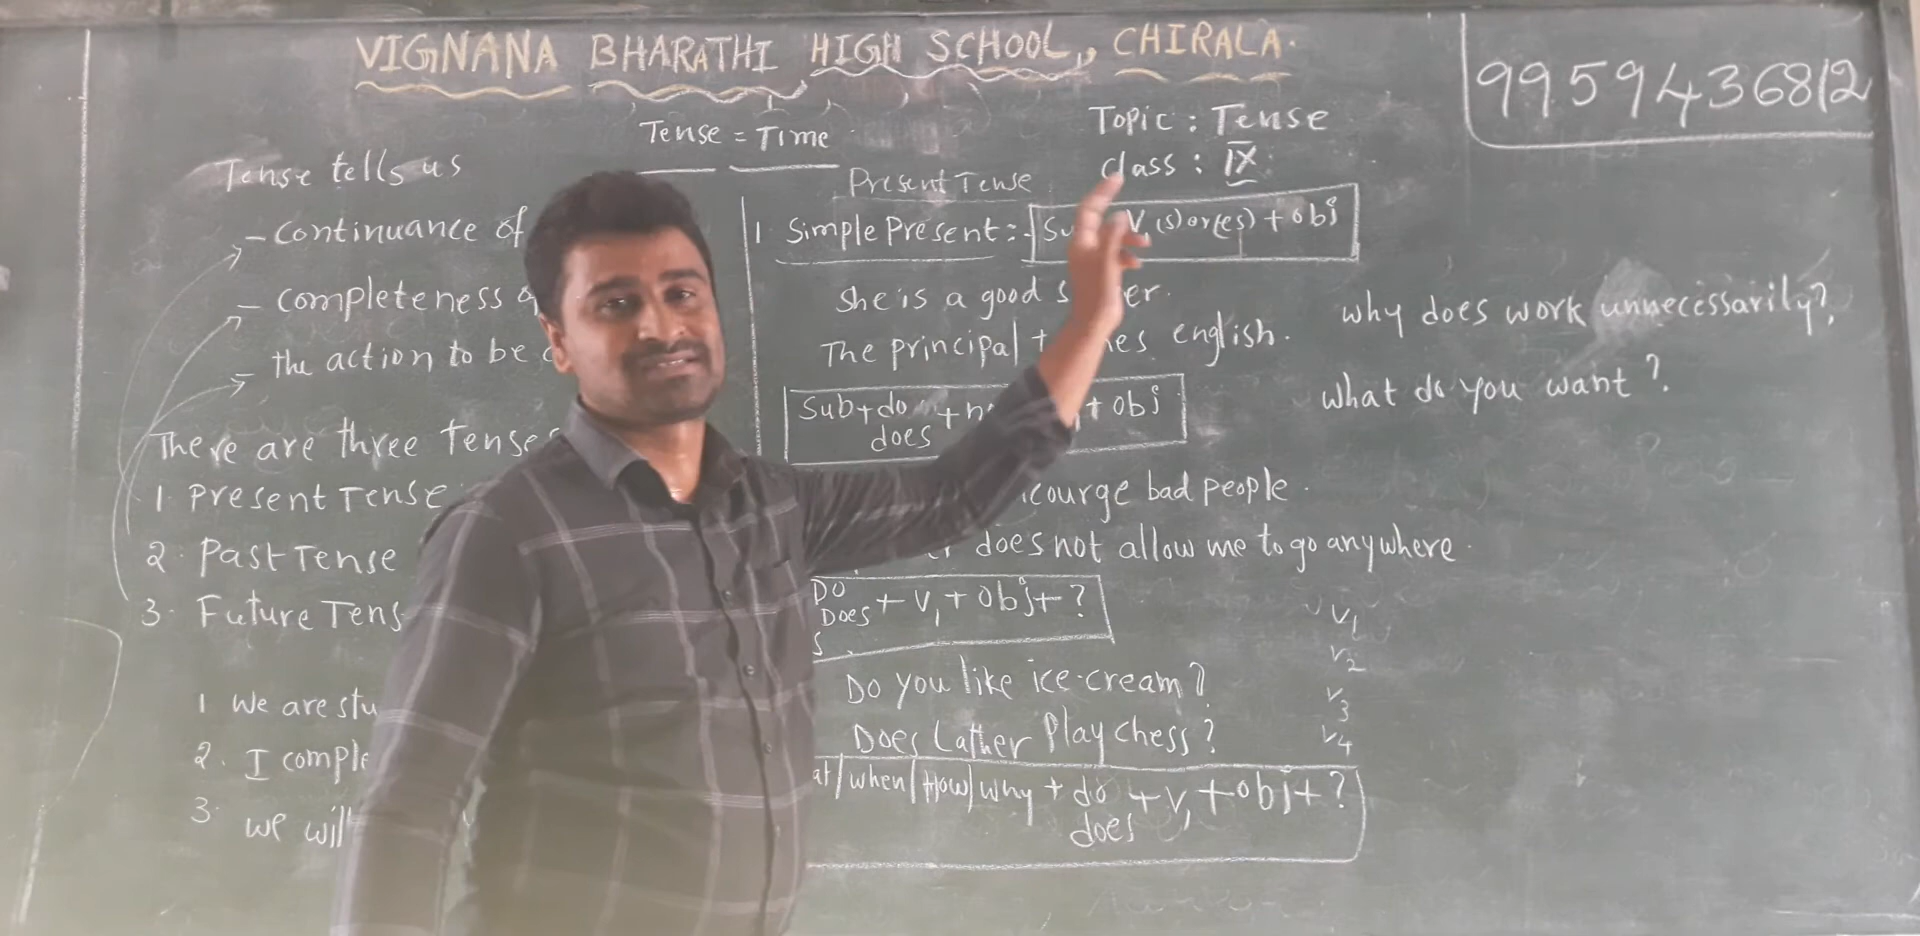 VIGNANA BHARATHI HIGH SCHOOL, CHIRALA.
9959436812
Tense = Time
Topic : Tense
class : IX
Tense tells us
- Continuance of
- Completeness
- the action to be
There are three Tenses
1. Present Tense
2. Past Tense
3. Future Tens
1 We are stu
2. I comple
3. we will
Present Tense
1 Simple Present :- Su V1(s) or(es) + obj
She is a good s er.
The principal t hes english.
Sub + do + n + obj
does
courge bad people.
does not allow me to go anywhere.
Do
Does + V1 + Obj + ?
S
Do you like ice-cream?
Does Father Play chess?
at/when/How/why + do + V1 + obj + ?
does
why does work unnecessarily?
what do you want?
V1
V2
V3
V4